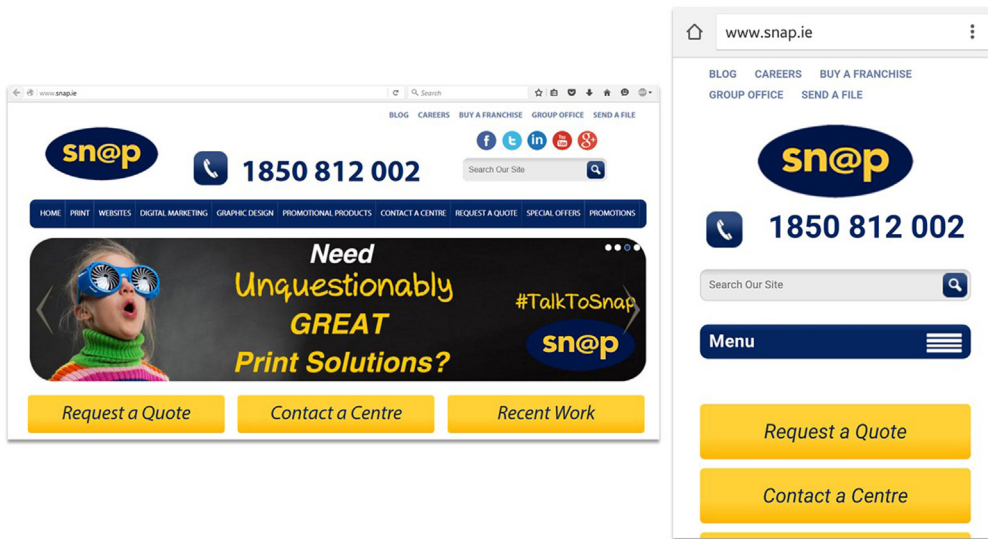 www.snap.ie
Search
BLOG CAREERS BUY A FRANCHISE GROUP OFFICE SEND A FILE
sn@p
1850 812 002
f t in You Tube g+
Search Our Site
HOME PRINT WEBSITES DIGITAL MARKETING GRAPHIC DESIGN PROMOTIONAL PRODUCTS CONTACT A CENTRE REQUEST A QUOTE SPECIAL OFFERS PROMOTIONS
Need
Unquestionably
GREAT
Print Solutions?
#TalkToSnap
sn@p
Request a Quote Contact a Centre Recent Work
www.snap.ie
BLOG CAREERS BUY A FRANCHISE
GROUP OFFICE SEND A FILE
sn@p
1850 812 002
Search Our Site
Menu
Request a Quote
Contact a Centre